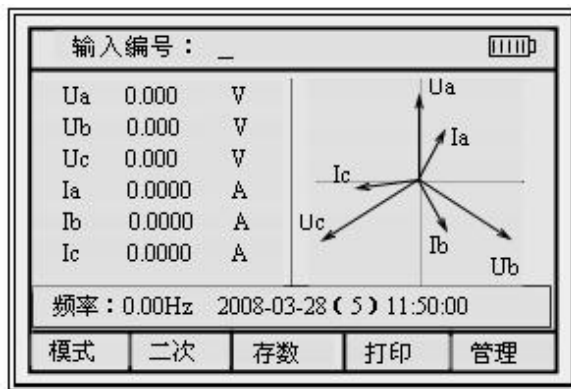 输入编号： _
Ua 0.000 V
Ub 0.000 V
Uc 0.000 V
Ia 0.0000 A
Ib 0.0000 A
Ic 0.0000 A
Ua
Ia
Ic
Uc
Ib
Ub
频率：0.00Hz 2008-03-28（5）11:50:00
模式 二次 存数 打印 管理